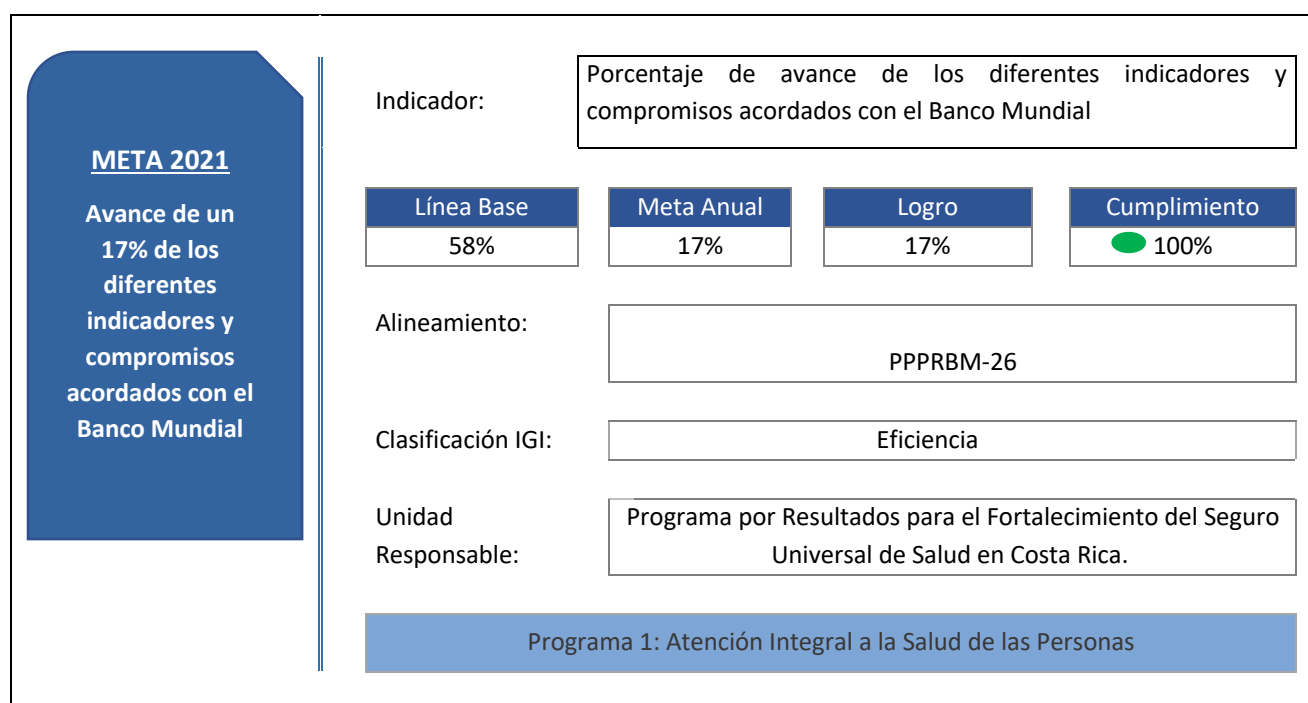 META 2021
Avance de un
17% de los
diferentes
indicadores y
compromisos
acordados con el
Banco Mundial
Indicador:
Porcentaje de avance de los diferentes indicadores y
compromisos acordados con el Banco Mundial
Línea Base
Meta Anual
Logro
Cumplimiento
58%
17%
17%
100%
Alineamiento:
PPPRBM-26
Clasificación IGI:
Eficiencia
Unidad
Responsable:
Programa por Resultados para el Fortalecimiento del Seguro
Universal de Salud en Costa Rica.
Programa 1: Atención Integral a la Salud de las Personas